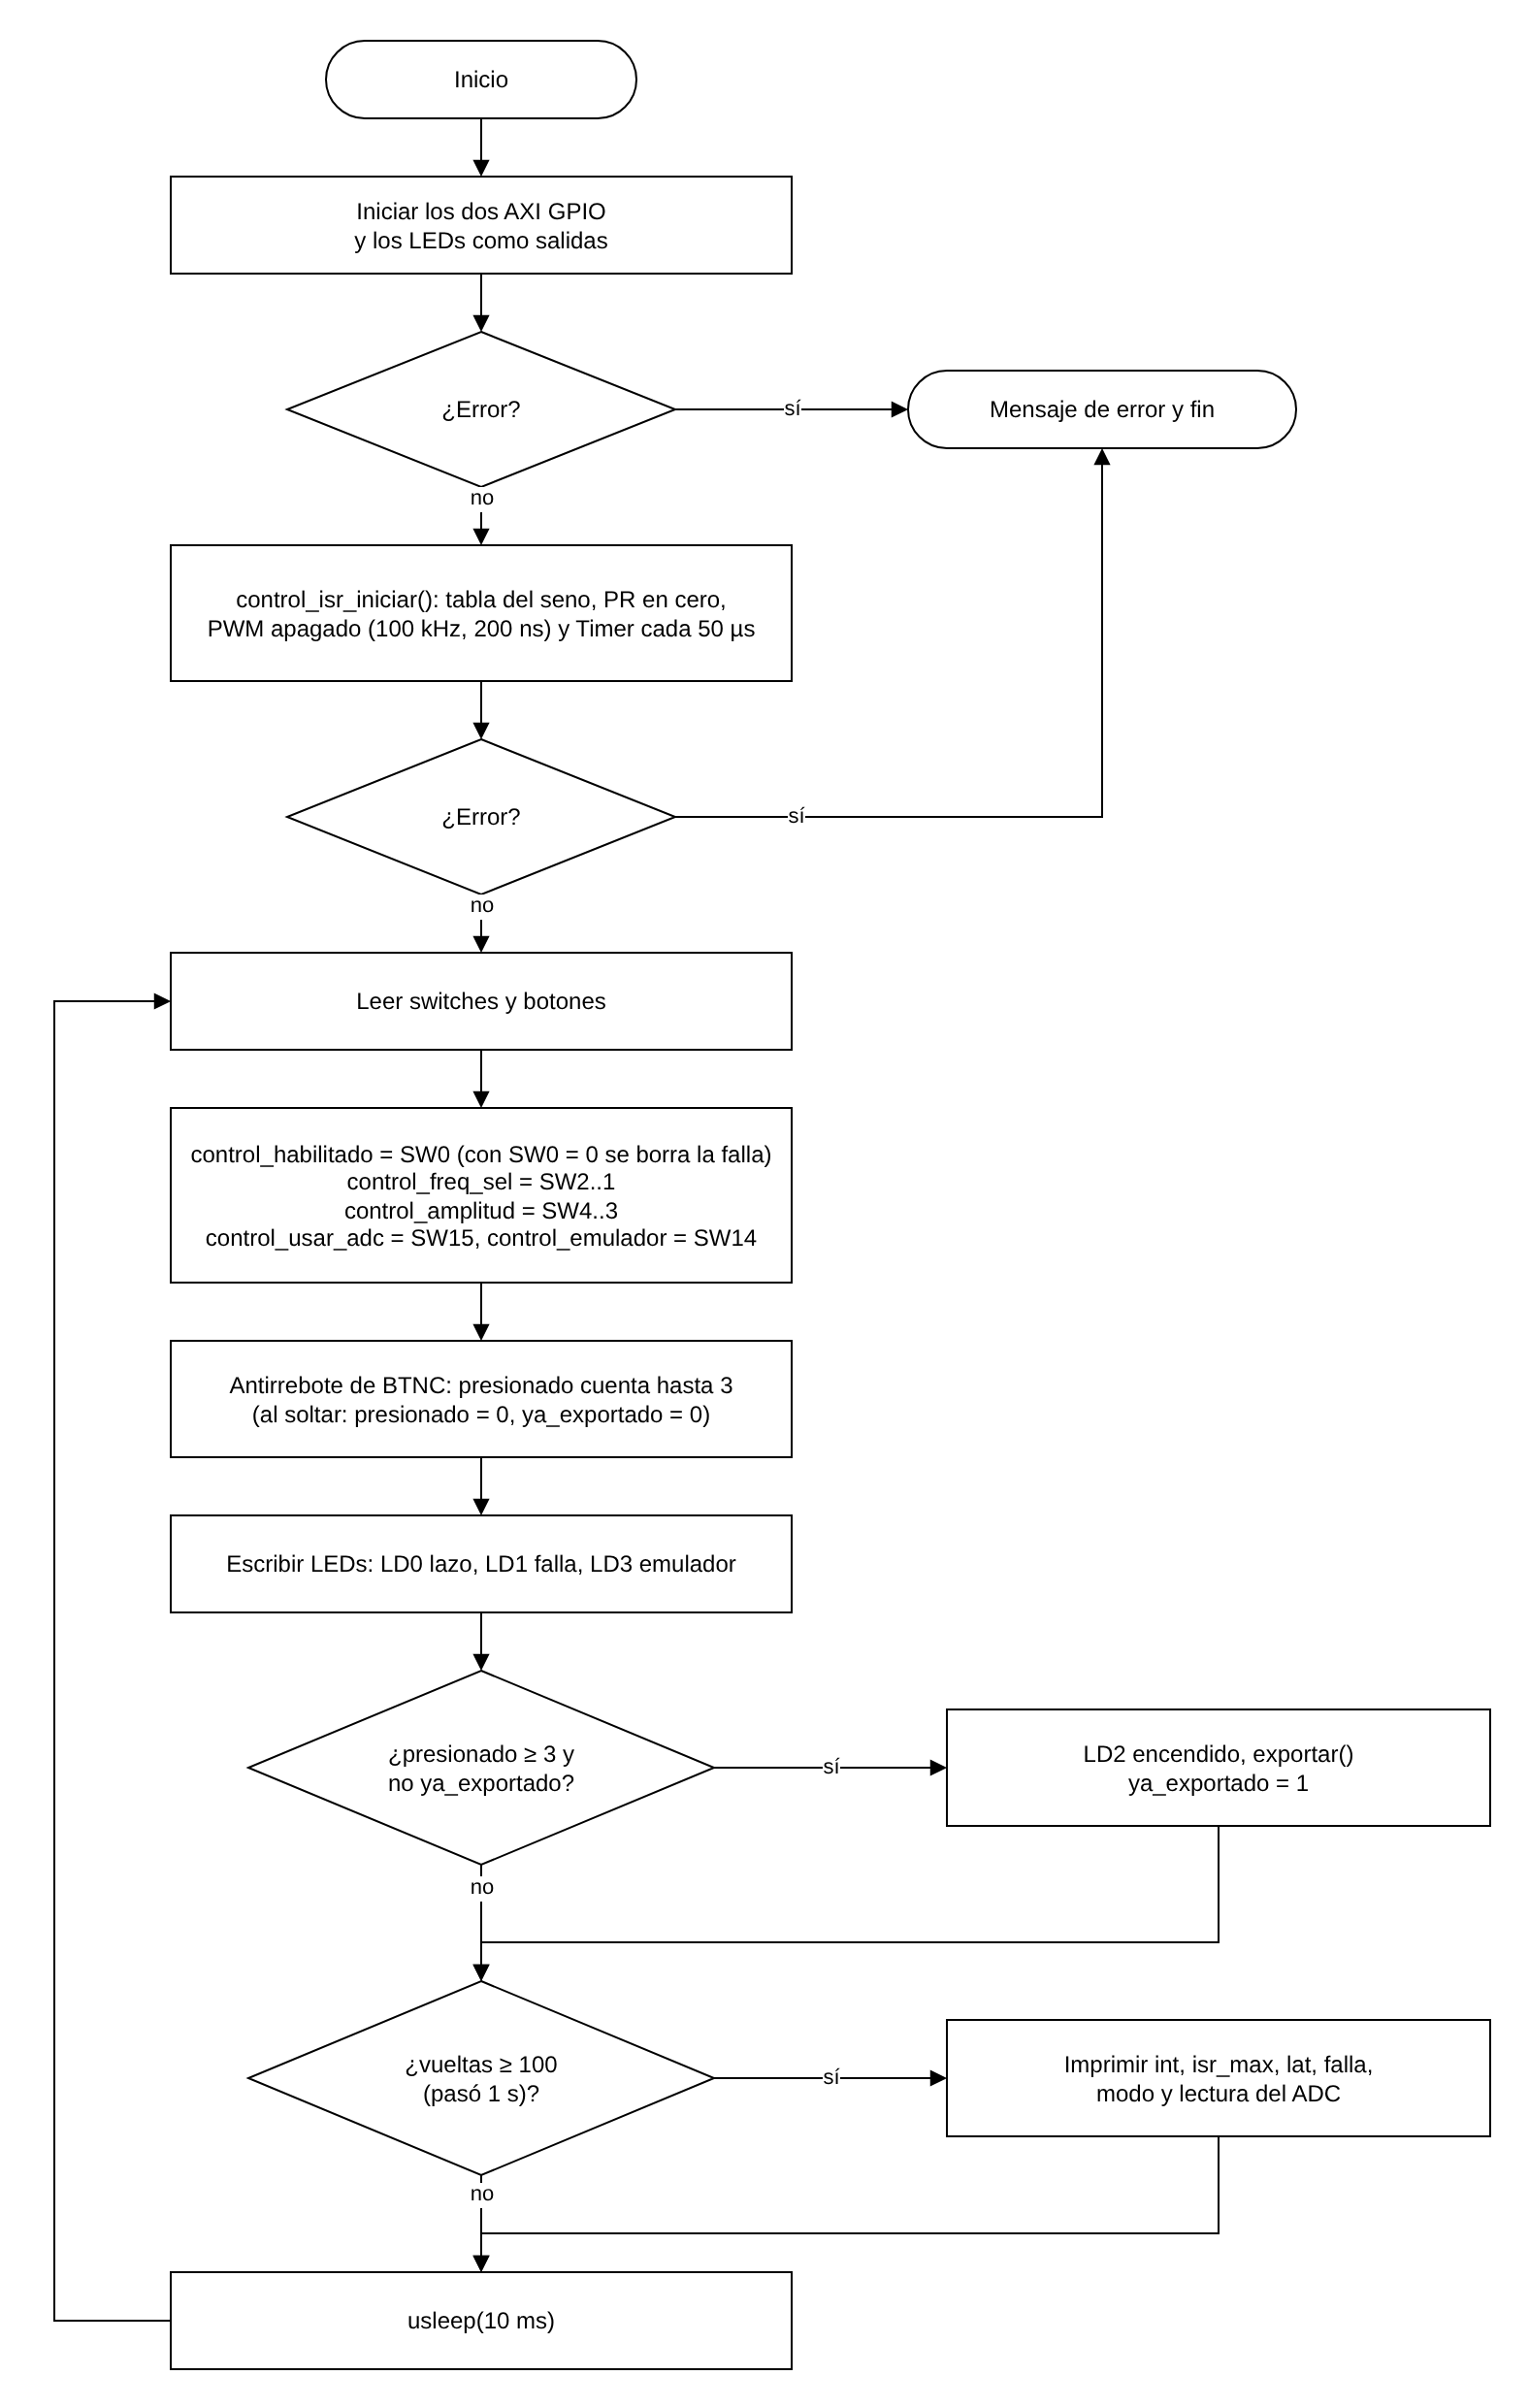 Inicio
Iniciar los dos AXI GPIO
y los LEDs como salidas
¿Error?
sí
Mensaje de error y fin
no
control_isr_iniciar(): tabla del seno, PR en cero,
PWM apagado (100 kHz, 200 ns) y Timer cada 50 µs
¿Error?
sí
no
Leer switches y botones
control_habilitado = SW0 (con SW0 = 0 se borra la falla)
control_freq_sel = SW2..1
control_amplitud = SW4..3
control_usar_adc = SW15, control_emulador = SW14
Antirrebote de BTNC: presionado cuenta hasta 3
(al soltar: presionado = 0, ya_exportado = 0)
Escribir LEDs: LD0 lazo, LD1 falla, LD3 emulador
¿presionado ≥ 3 y
no ya_exportado?
sí
LD2 encendido, exportar()
ya_exportado = 1
no
¿vueltas ≥ 100
(pasó 1 s)?
sí
Imprimir int, isr_max, lat, falla,
modo y lectura del ADC
no
usleep(10 ms)